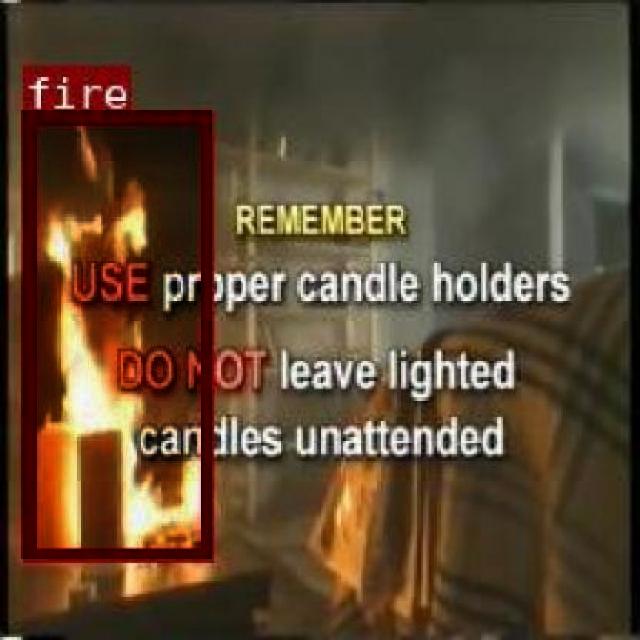 fire
REMEMBER
USE proper candle holders
DO NOT leave lighted
candles unattended